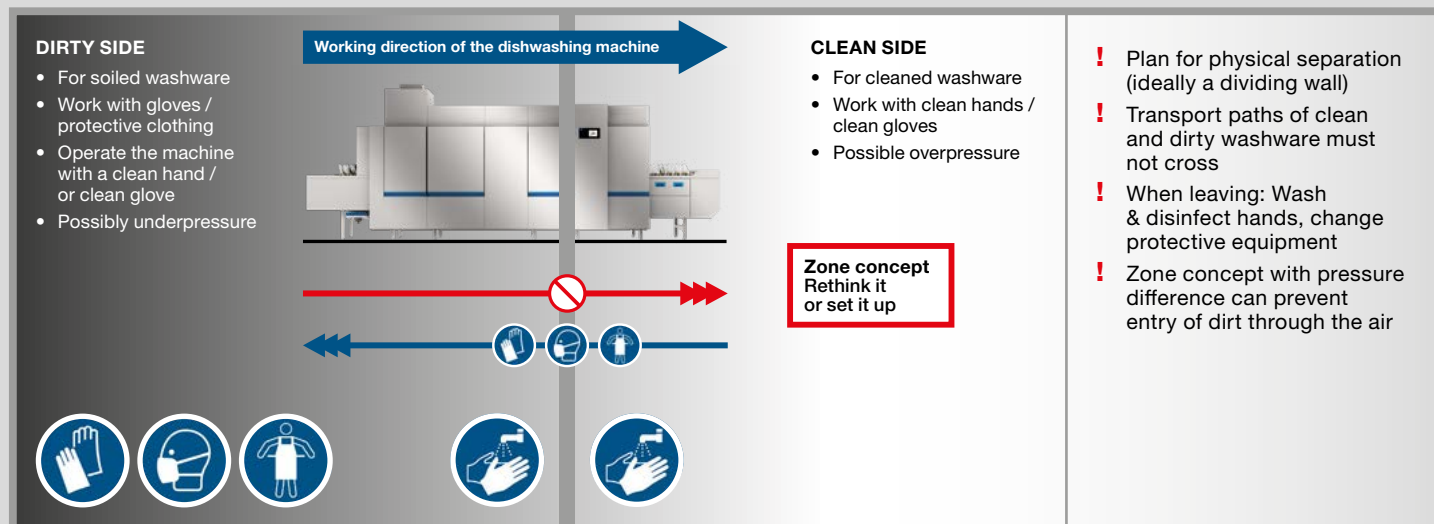 DIRTY SIDE
• For soiled washware
• Work with gloves /
protective clothing
• Operate the machine
with a clean hand /
or clean glove
• Possibly underpressure
Working direction of the dishwashing machine
CLEAN SIDE
• For cleaned washware
• Work with clean hands /
clean gloves
• Possible overpressure
Zone concept
Rethink it
or set it up
! Plan for physical separation
(ideally a dividing wall)
! Transport paths of clean
and dirty washware must
not cross
! When leaving: Wash
& disinfect hands, change
protective equipment
! Zone concept with pressure
difference can prevent
entry of dirt through the air